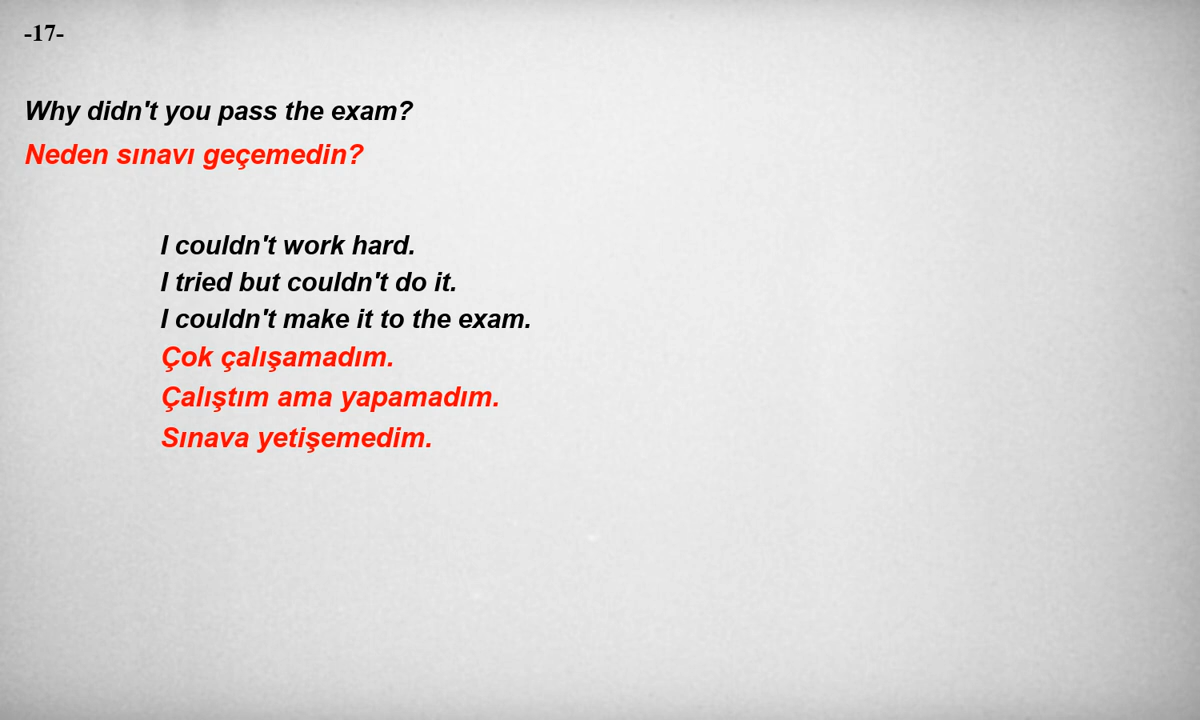 -17-
Why didn't you pass the exam?
Neden sınavı geçemedin?
I couldn't work hard.
I tried but couldn't do it.
I couldn't make it to the exam.
Çok çalışamadım.
Çalıştım ama yapamadım.
Sınava yetişemedim.